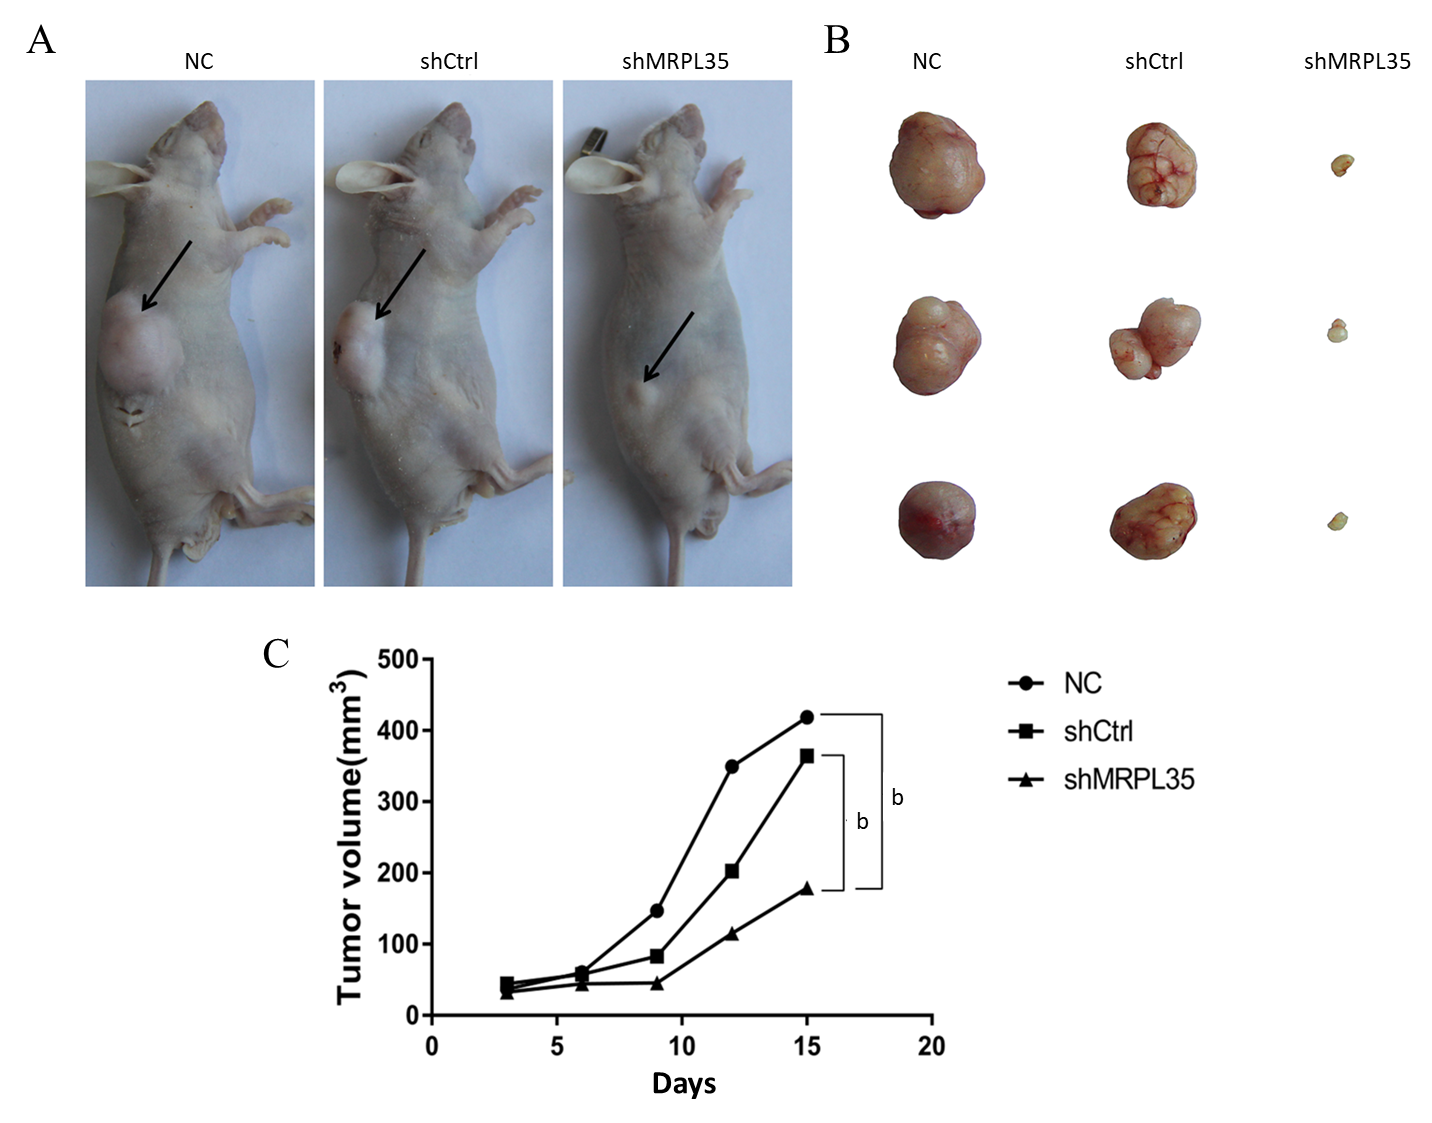 A
NC
shCtrl
shMRPL35
B
NC
shCtrl
shMRPL35
C
Tumor volume(mm³)
500
400
300
200
100
0
0
5
10
15
20
Days
b
b
NC
shCtrl
shMRPL35